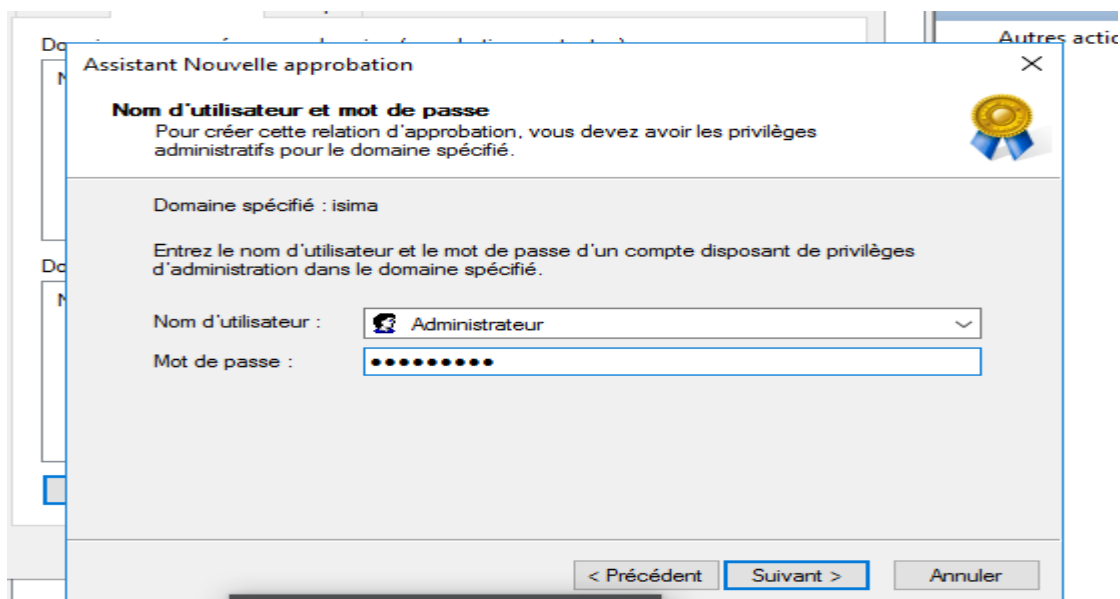 Autres actio
Assistant Nouvelle approbation
Nom d'utilisateur et mot de passe
Pour créer cette relation d'approbation, vous devez avoir les privilèges
administratifs pour le domaine spécifié.
Domaine spécifié : isima
Entrez le nom d'utilisateur et le mot de passe d'un compte disposant de privilèges
d'administration dans le domaine spécifié.
Nom d'utilisateur : Administrateur
Mot de passe : •••••••••
< Précédent Suivant > Annuler